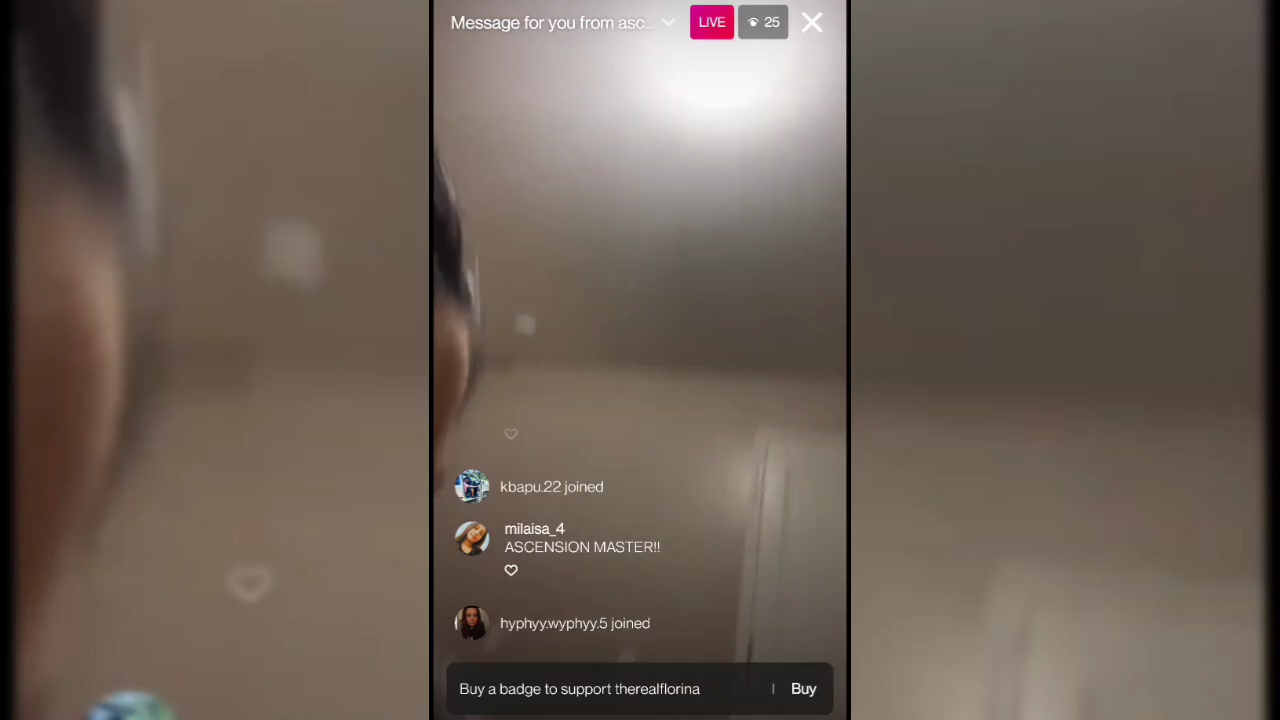 Message for you from asc...
LIVE
25
kbapu.22 joined
milaisa_4
ASCENSION MASTER!!
hyphyy.wyphyy.5 joined
Buy a badge to support therealflorina
Buy